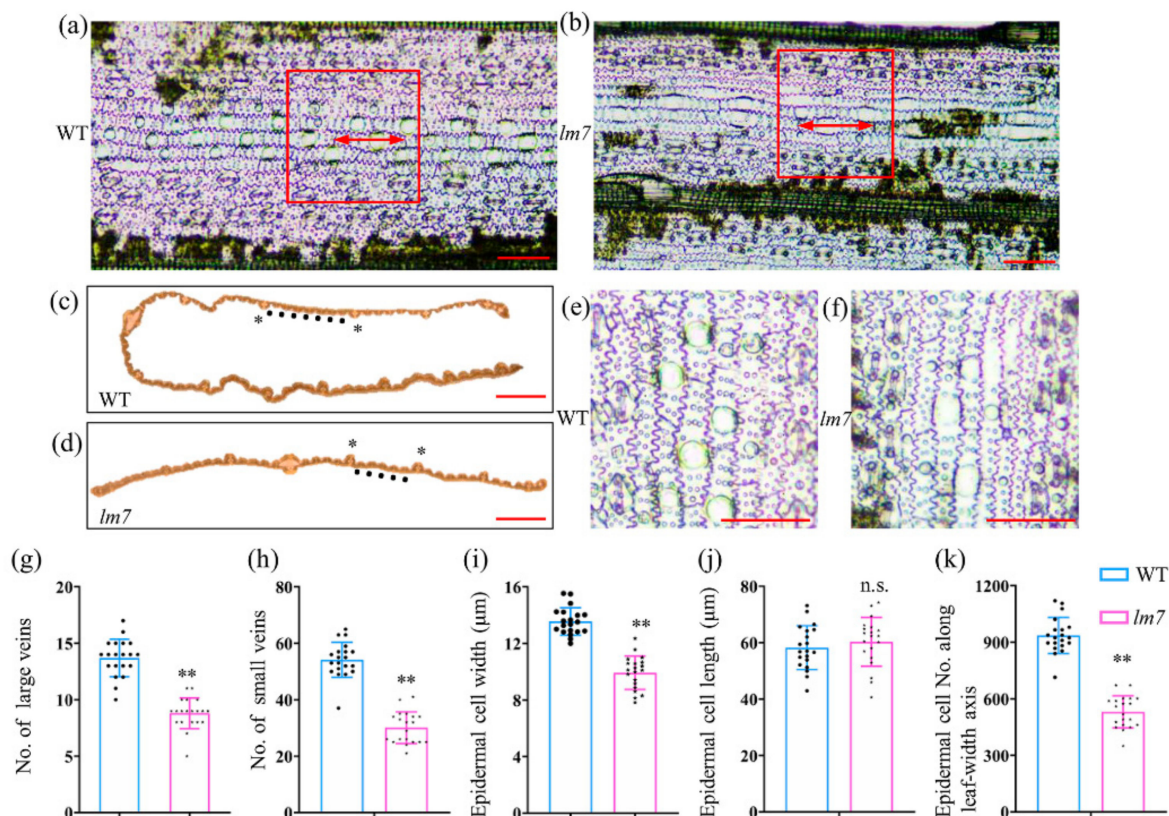 (a)
(b)
WT
lm7
(c)
* *
WT
(d)
* *
lm7
(e)
(f)
WT
lm7
(g)
(h)
(i)
(j)
(k)
No. of large veins
20
15
10
5
0
**
No. of small veins
80
60
40
20
0
**
Epidermal cell width (μm)
16
12
8
4
0
**
Epidermal cell length (μm)
80
60
40
20
0
n.s.
Epidermal cell No. along
leaf-width axis
1200
900
600
300
0
**
WT
lm7